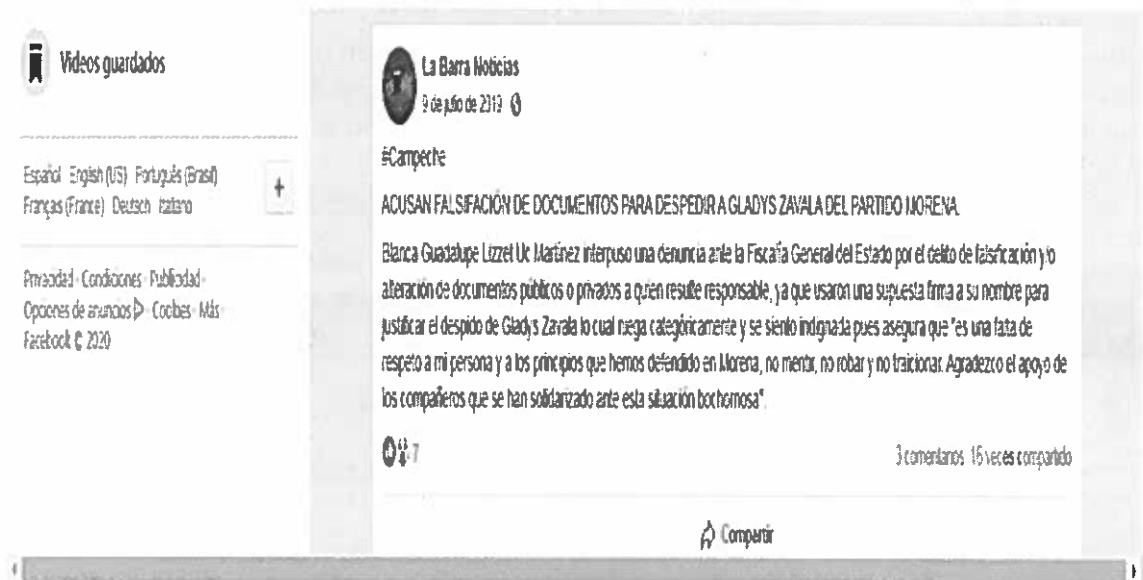 Videos guardados
Español English (US) Português (Brasil)
Français (France) Deutsch Italiano
+
Privacidad · Condiciones · Publicidad ·
Opciones de anuncios · Cookies · Más ·
Facebook © 2020
La Barra Noticias
9 de julio de 2019
#Campeche
ACUSAN FALSIFACIÓN DE DOCUMENTOS PARA DESPEDIR A GLADYS ZAVALA DEL PARTIDO MORENA.
Blanca Guadalupe Lizzet Uc Martínez interpuso una denuncia ante la Fiscalía General del Estado por el delito de falsificación y/o
alteración de documentos públicos o privados a quien resulte responsable, ya que usaron una supuesta firma a su nombre para
justificar el despido de Gladys Zavala lo cual niega categóricamente y se siento indignada pues asegura que "es una falta de
respeto a mi persona y a los principios que hemos defendido en Morena, no mentir, no robar y no traicionar. Agradezco el apoyo de
los compañeros que se han solidarizado ante esta situación bochornosa".
7
3 comentarios 16 veces compartido
Compartir